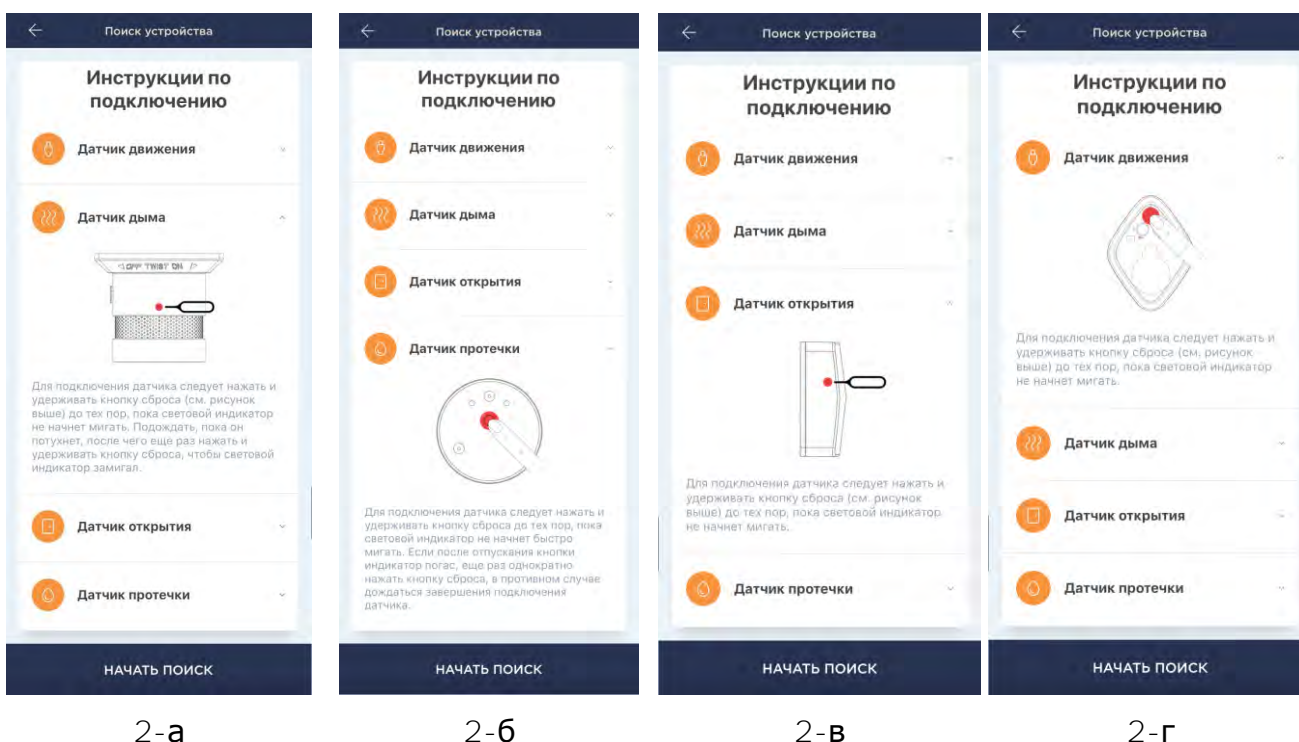 Поиск устройства
Инструкции по
подключению
Датчик движения
Датчик дыма
OFF TWIST ON
Для подключения датчика следует нажать и
удерживать кнопку сброса (см. рисунок
выше) до тех пор, пока световой индикатор
не начнет мигать. Подождать, пока он
потухнет, после чего еще раз нажать и
удерживать кнопку сброса, чтобы световой
индикатор замигал.
Датчик открытия
Датчик протечки
НАЧАТЬ ПОИСК
2-а
Поиск устройства
Инструкции по
подключению
Датчик движения
Датчик дыма
Датчик открытия
Датчик протечки
Для подключения датчика следует нажать и
удерживать кнопку сброса до тех пор, пока
световой индикатор не начнет быстро
мигать. Если после отпускания кнопки
индикатор погас, еще раз однократно
нажать кнопку сброса, в противном случае
дождаться завершения подключения
датчика.
НАЧАТЬ ПОИСК
2-б
Поиск устройства
Инструкции по
подключению
Датчик движения
Датчик дыма
Датчик открытия
Для подключения датчика следует нажать и
удерживать кнопку сброса (см. рисунок
выше) до тех пор, пока световой индикатор
не начнет мигать.
Датчик протечки
НАЧАТЬ ПОИСК
2-в
Поиск устройства
Инструкции по
подключению
Датчик движения
Для подключения датчика следует нажать и
удерживать кнопку сброса (см. рисунок
выше) до тех пор, пока световой индикатор
не начнет мигать.
Датчик дыма
Датчик открытия
Датчик протечки
НАЧАТЬ ПОИСК
2-г